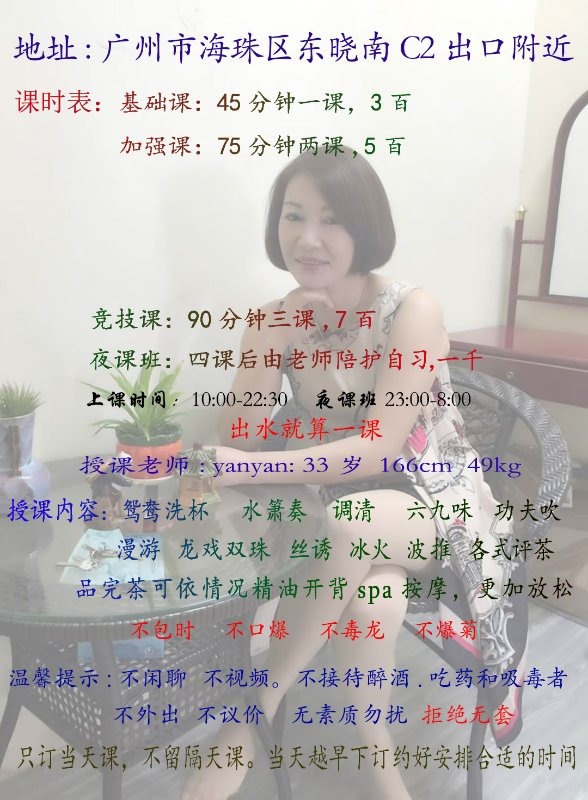 地址：广州市海珠区东晓南 C2 出口附近
课时表：基础课：45 分钟一课，3 百
加强课：75 分钟两课,5 百
竞技课：90 分钟三课,7 百
夜课班：四课后由老师陪护自习,一千
上课时间：10:00-22:30 夜课班 23:00-8:00
出水就算一课
授课老师：yanyan: 33 岁 166cm 49kg
授课内容：鸳鸯洗杯 水箫奏 调清 六九味 功夫吹
漫游 龙戏双珠 丝诱 冰火 波推 各式评茶
品完茶可依情况精油开背 spa 按摩，更加放松
不包时 不口爆 不毒龙 不爆菊
温馨提示：不闲聊 不视频。不接待醉酒．吃药和吸毒者
不外出 不议价 无素质勿扰 拒绝无套
只订当天课，不留隔天课。当天越早下订约好安排合适的时间